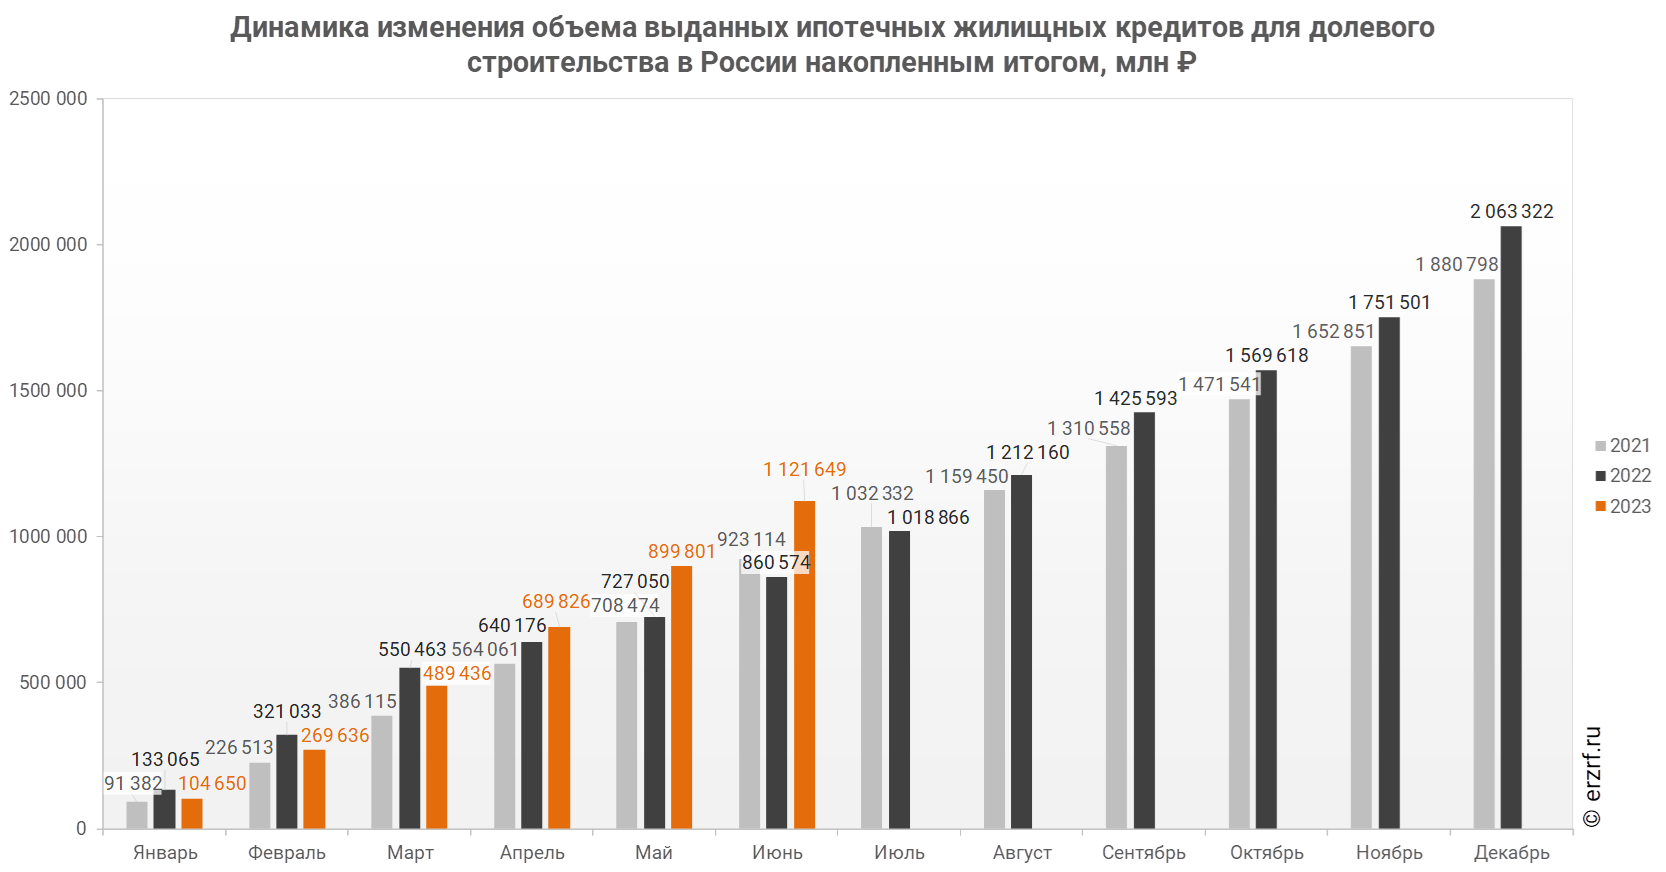 Динамика изменения объема выданных ипотечных жилищных кредитов для долевого
строительства в России накопленным итогом, млн ₽
2500 000
2000 000
1500 000
1000 000
500 000
0
91 382
133 065
104 650
226 513
321 033
269 636
386 115
550 463
489 436
564 061
640 176
689 826
708 474
727 050
899 801
923 114
860 574
1 121 649
1 032 332
1 018 866
1 159 450
1 212 160
1 310 558
1 425 593
1 471 541
1 569 618
1 652 851
1 751 501
1 880 798
2 063 322
Январь
Февраль
Март
Апрель
Май
Июнь
Июль
Август
Сентябрь
Октябрь
Ноябрь
Декабрь
2021
2022
2023
© erzrf.ru